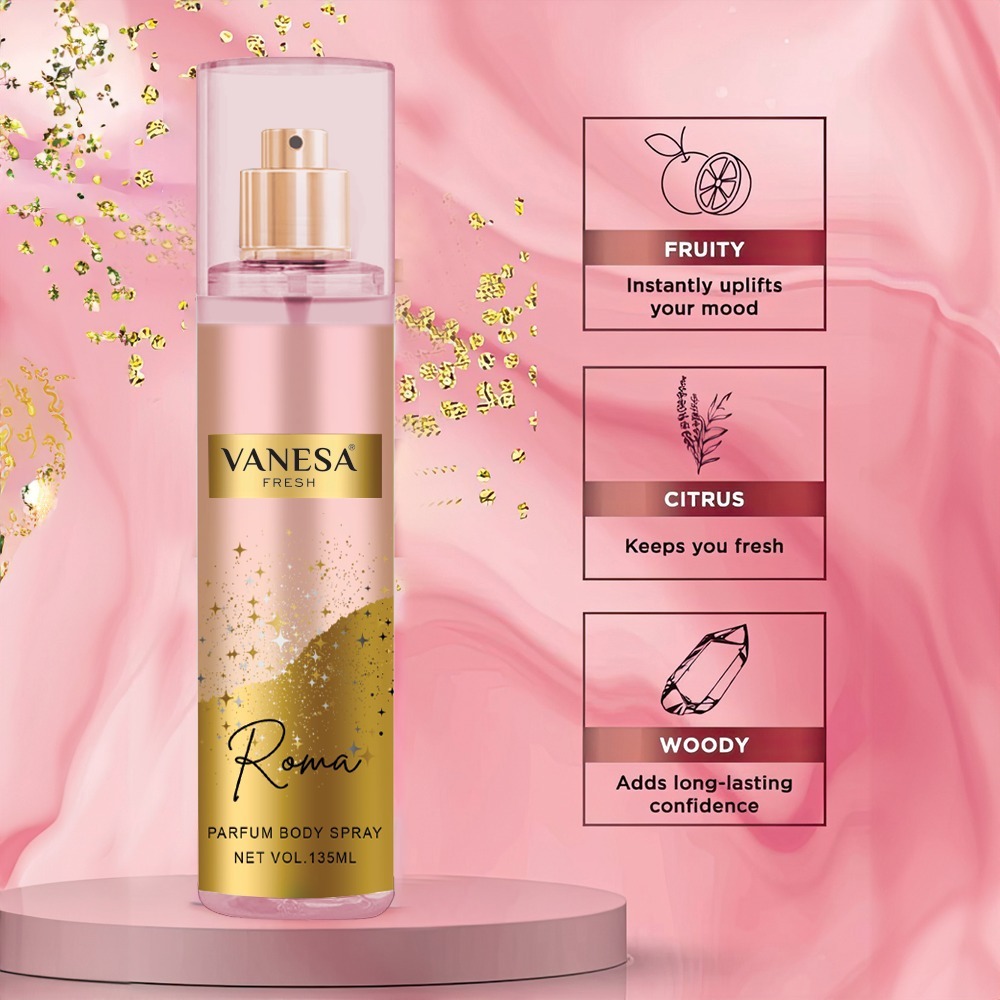 VANESA®
FRESH
Roma
PARFUM BODY SPRAY
NET VOL.135ML
FRUITY
Instantly uplifts
your mood
CITRUS
Keeps you fresh
WOODY
Adds long-lasting
confidence